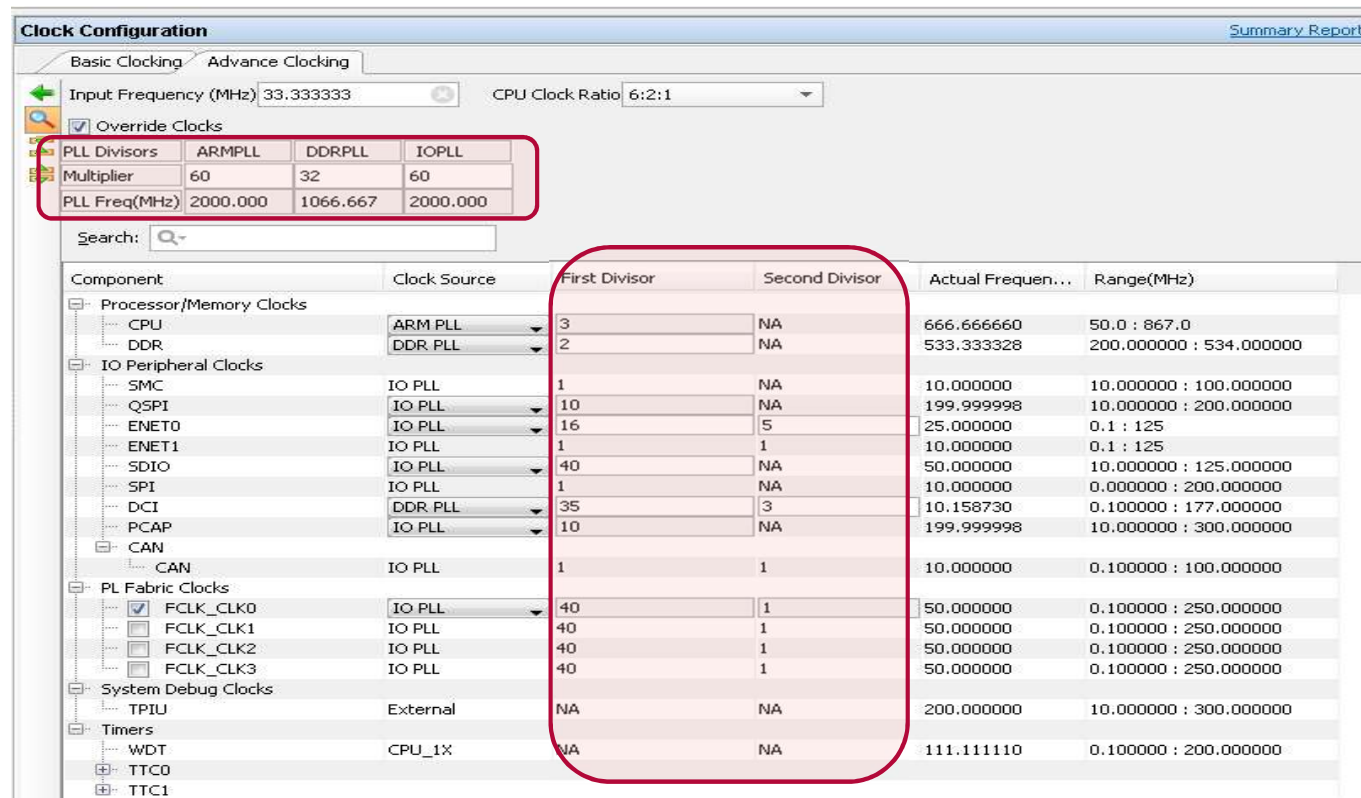 Clock Configuration Summary Report
Basic Clocking Advance Clocking
Input Frequency (MHz) 33.333333 CPU Clock Ratio 6:2:1
Override Clocks
PLL Divisors ARMPLL DDRPLL IOPLL
Multiplier 60 32 60
PLL Freq(MHz) 2000.000 1066.667 2000.000
Search:
Component Clock Source First Divisor Second Divisor Actual Frequen... Range(MHz)
Processor/Memory Clocks
CPU ARM PLL 3 NA 666.666660 50.0 : 867.0
DDR DDR PLL 2 NA 533.333328 200.000000 : 534.000000
IO Peripheral Clocks
SMC IO PLL 1 NA 10.000000 10.000000 : 100.000000
QSPI IO PLL 10 NA 199.999998 10.000000 : 200.000000
ENET0 IO PLL 16 5 25.000000 0.1 : 125
ENET1 IO PLL 1 1 10.000000 0.1 : 125
SDIO IO PLL 40 NA 50.000000 10.000000 : 125.000000
SPI IO PLL 1 NA 10.000000 0.000000 : 200.000000
DCI DDR PLL 35 3 10.158730 0.100000 : 177.000000
PCAP IO PLL 10 NA 199.999998 10.000000 : 300.000000
CAN
CAN IO PLL 1 1 10.000000 0.100000 : 100.000000
PL Fabric Clocks
FCLK_CLK0 IO PLL 40 1 50.000000 0.100000 : 250.000000
FCLK_CLK1 IO PLL 40 1 50.000000 0.100000 : 250.000000
FCLK_CLK2 IO PLL 40 1 50.000000 0.100000 : 250.000000
FCLK_CLK3 IO PLL 40 1 50.000000 0.100000 : 250.000000
System Debug Clocks
TPIU External NA NA 200.000000 10.000000 : 300.000000
Timers
WDT CPU_1X NA NA 111.111110 0.100000 : 200.000000
TTC0
TTC1